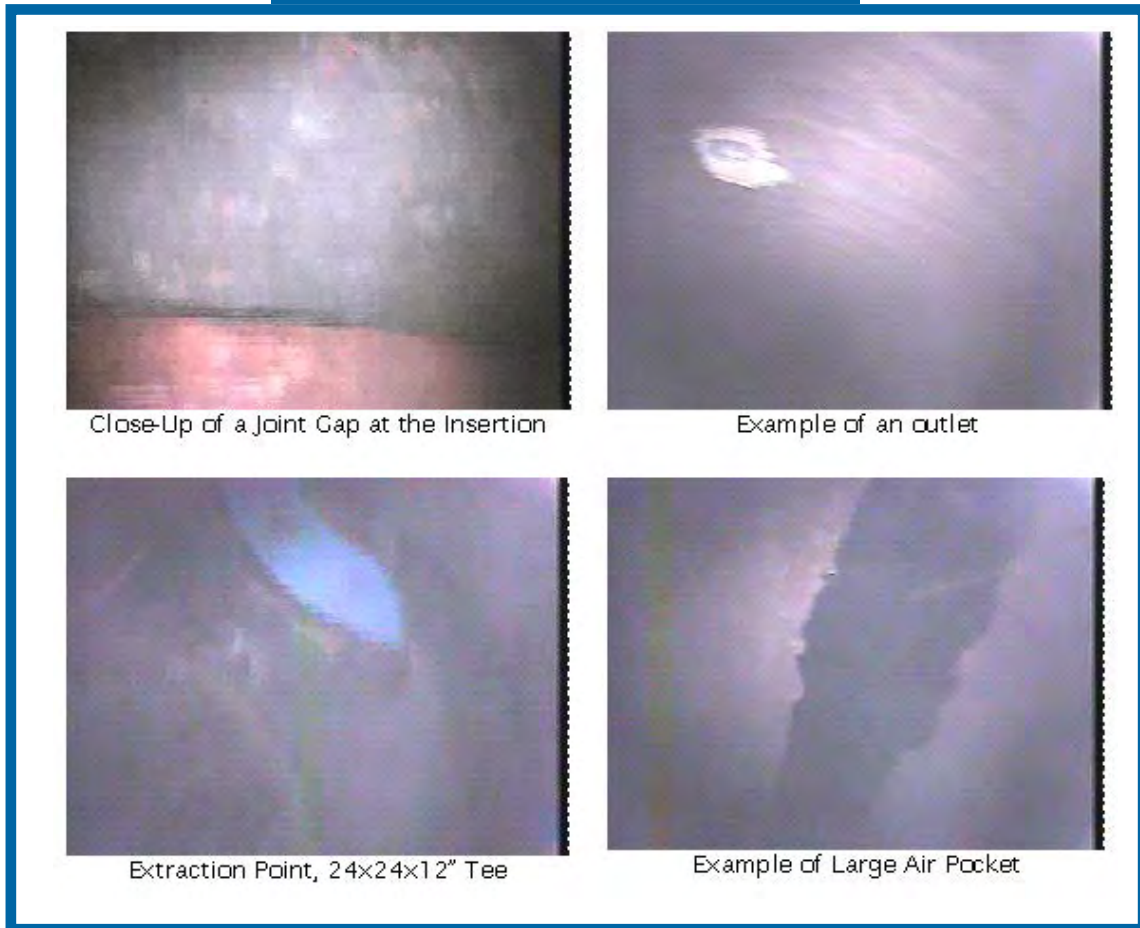 Close-Up of a Joint Gap at the Insertion
Example of an outlet
Extraction Point, 24x24x12" Tee
Example of Large Air Pocket